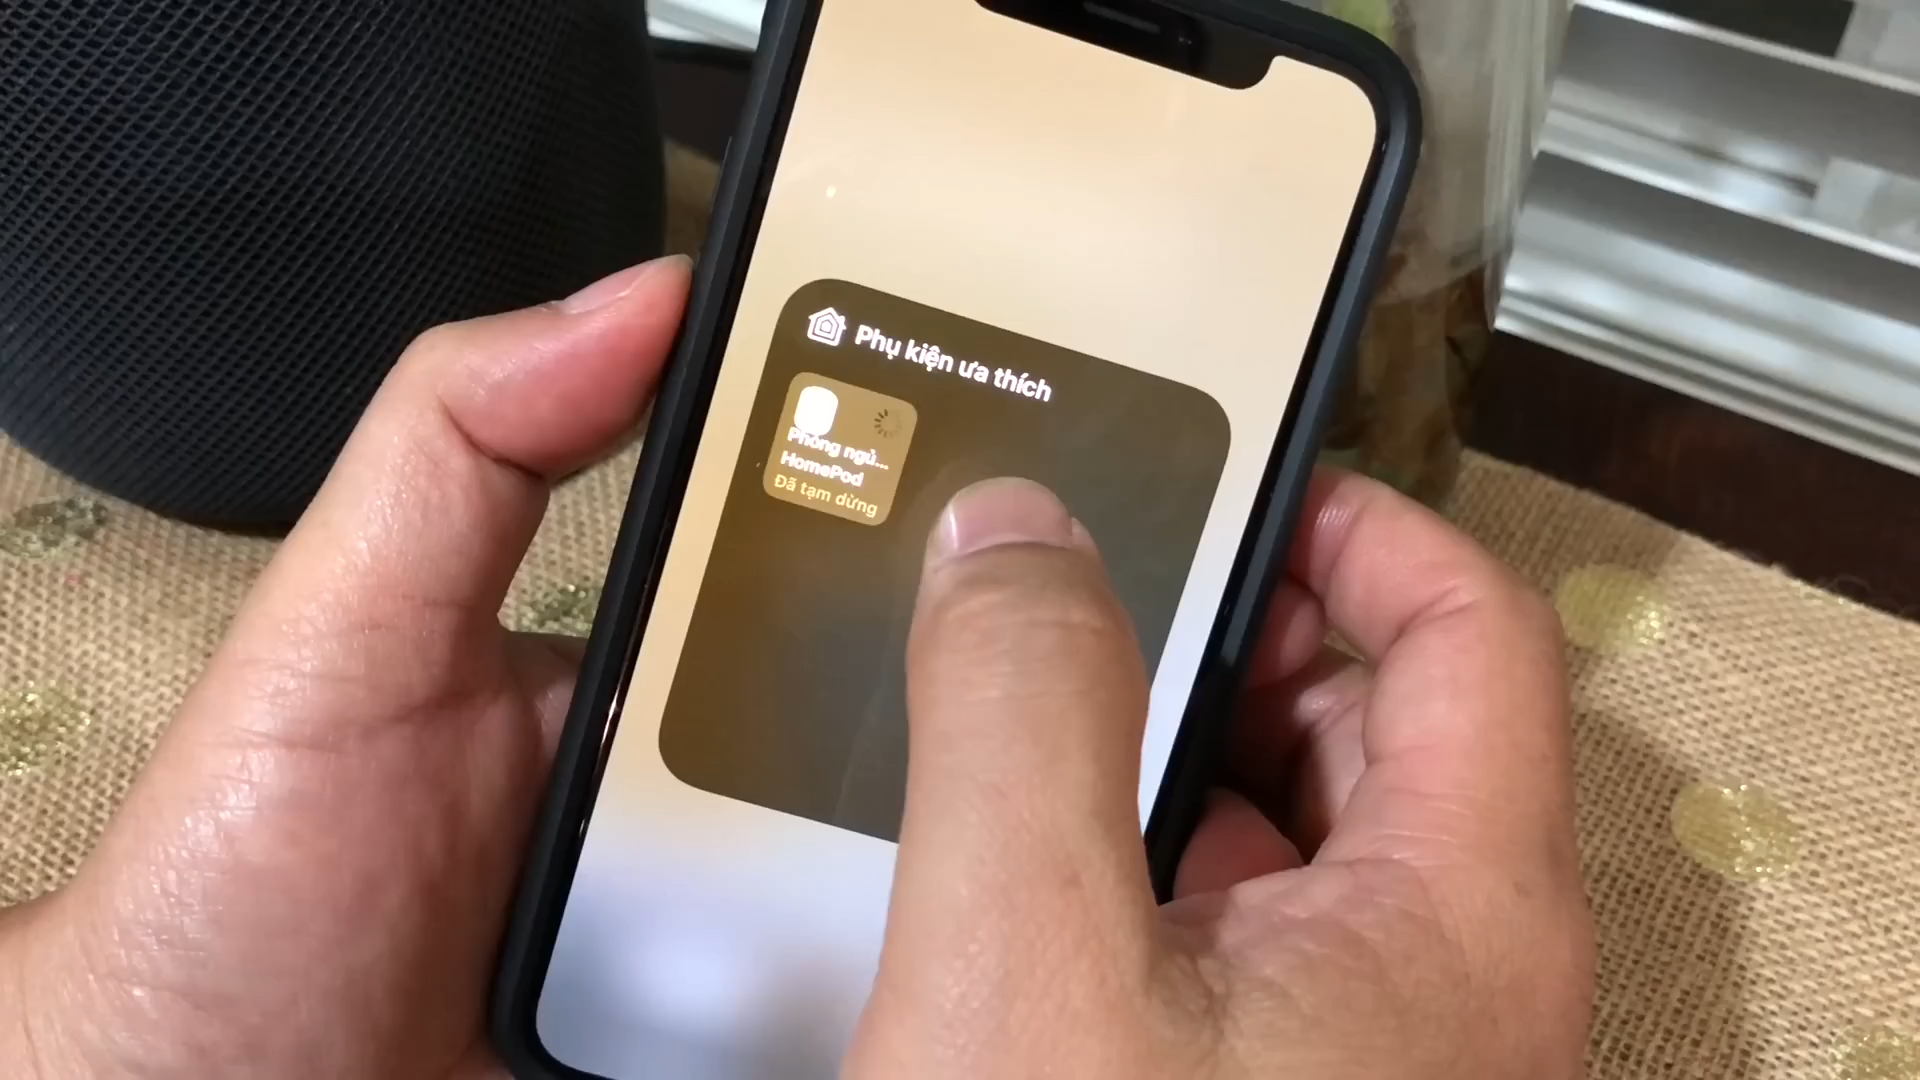 Phụ kiện ưa thích
Phòng ngủ...
HomePod
Đã tạm dừng